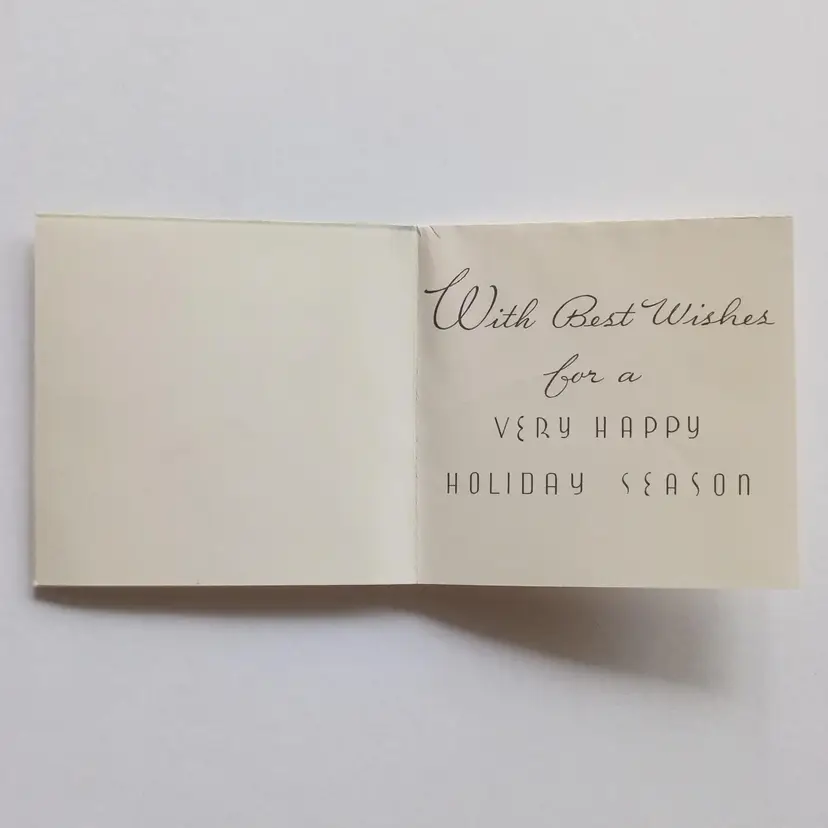 With Best Wishes
for a
VERY HAPPY
HOLIDAY SEASON